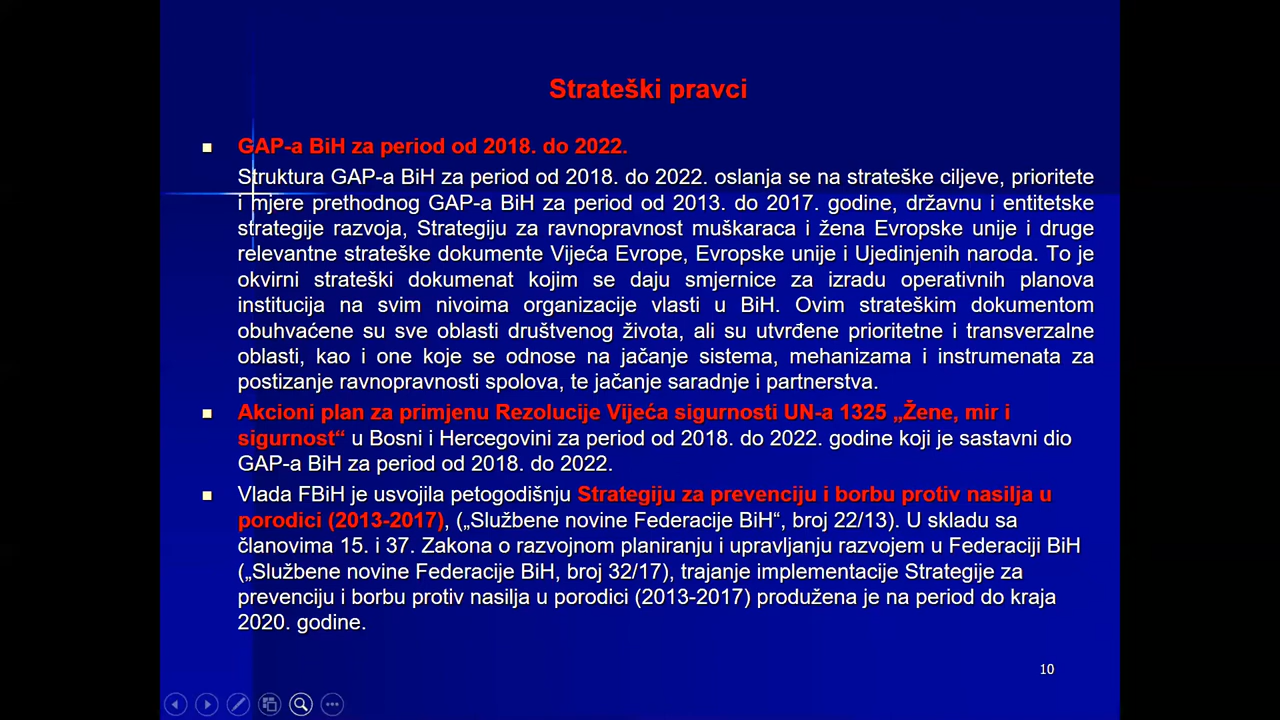 Strateški pravci
GAP-a BiH za period od 2018. do 2022.
Struktura GAP-a BiH za period od 2018. do 2022. oslanja se na strateške ciljeve, prioritete
i mjere prethodnog GAP-a BiH za period od 2013. do 2017. godine, državnu i entitetske
strategije razvoja, Strategiju za ravnopravnost muškaraca i žena Evropske unije i druge
relevantne strateške dokumente Vijeća Evrope, Evropske unije i Ujedinjenih naroda. To je
okvirni strateški dokumenat kojim se daju smjernice za izradu operativnih planova
institucija na svim nivoima organizacije vlasti u BiH. Ovim strateškim dokumentom
obuhvaćene su sve oblasti društvenog života, ali su utvrđene prioritetne i transverzalne
oblasti, kao i one koje se odnose na jačanje sistema, mehanizama i instrumenata za
postizanje ravnopravnosti spolova, te jačanje saradnje i partnerstva.
Akcioni plan za primjenu Rezolucije Vijeća sigurnosti UN-a 1325 „Žene, mir i
sigurnost“ u Bosni i Hercegovini za period od 2018. do 2022. godine koji je sastavni dio
GAP-a BiH za period od 2018. do 2022.
Vlada FBiH je usvojila petogodišnju Strategiju za prevenciju i borbu protiv nasilja u
porodici (2013-2017), („Službene novine Federacije BiH“, broj 22/13). U skladu sa
članovima 15. i 37. Zakona o razvojnom planiranju i upravljanju razvojem u Federaciji BiH
(„Službene novine Federacije BiH, broj 32/17), trajanje implementacije Strategije za
prevenciju i borbu protiv nasilja u porodici (2013-2017) produžena je na period do kraja
2020. godine.
10